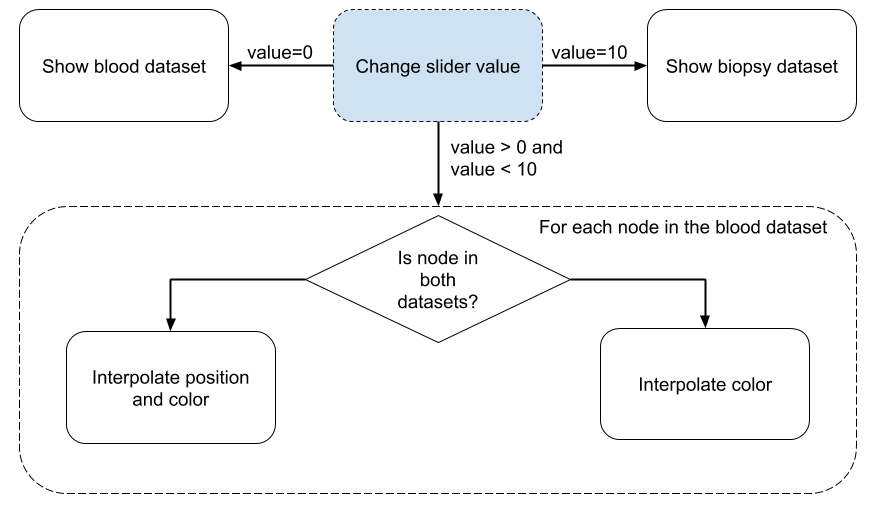 Show blood dataset
value=0
Change slider value
value=10
Show biopsy dataset
value > 0 and
value < 10
For each node in the blood dataset
Is node in
both
datasets?
Interpolate position
and color
Interpolate color